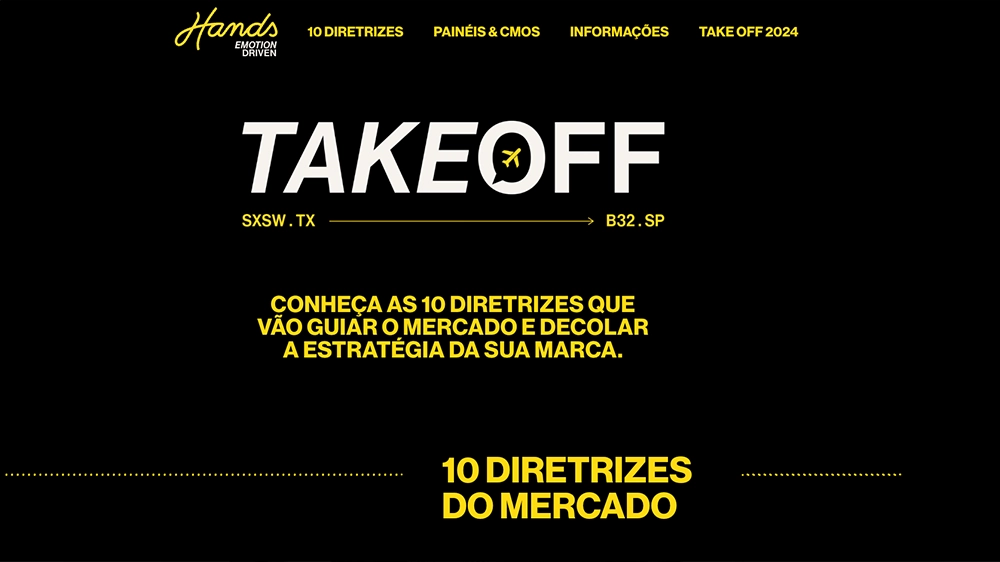 Hands
EMOTION
DRIVEN
10 DIRETRIZES
PAINÉIS & CMOS
INFORMAÇÕES
TAKE OFF 2024
TAKEOFF
SXSW . TX
B32 . SP
CONHEÇA AS 10 DIRETRIZES QUE
VÃO GUIAR O MERCADO E DECOLAR
A ESTRATÉGIA DA SUA MARCA.
10 DIRETRIZES
DO MERCADO